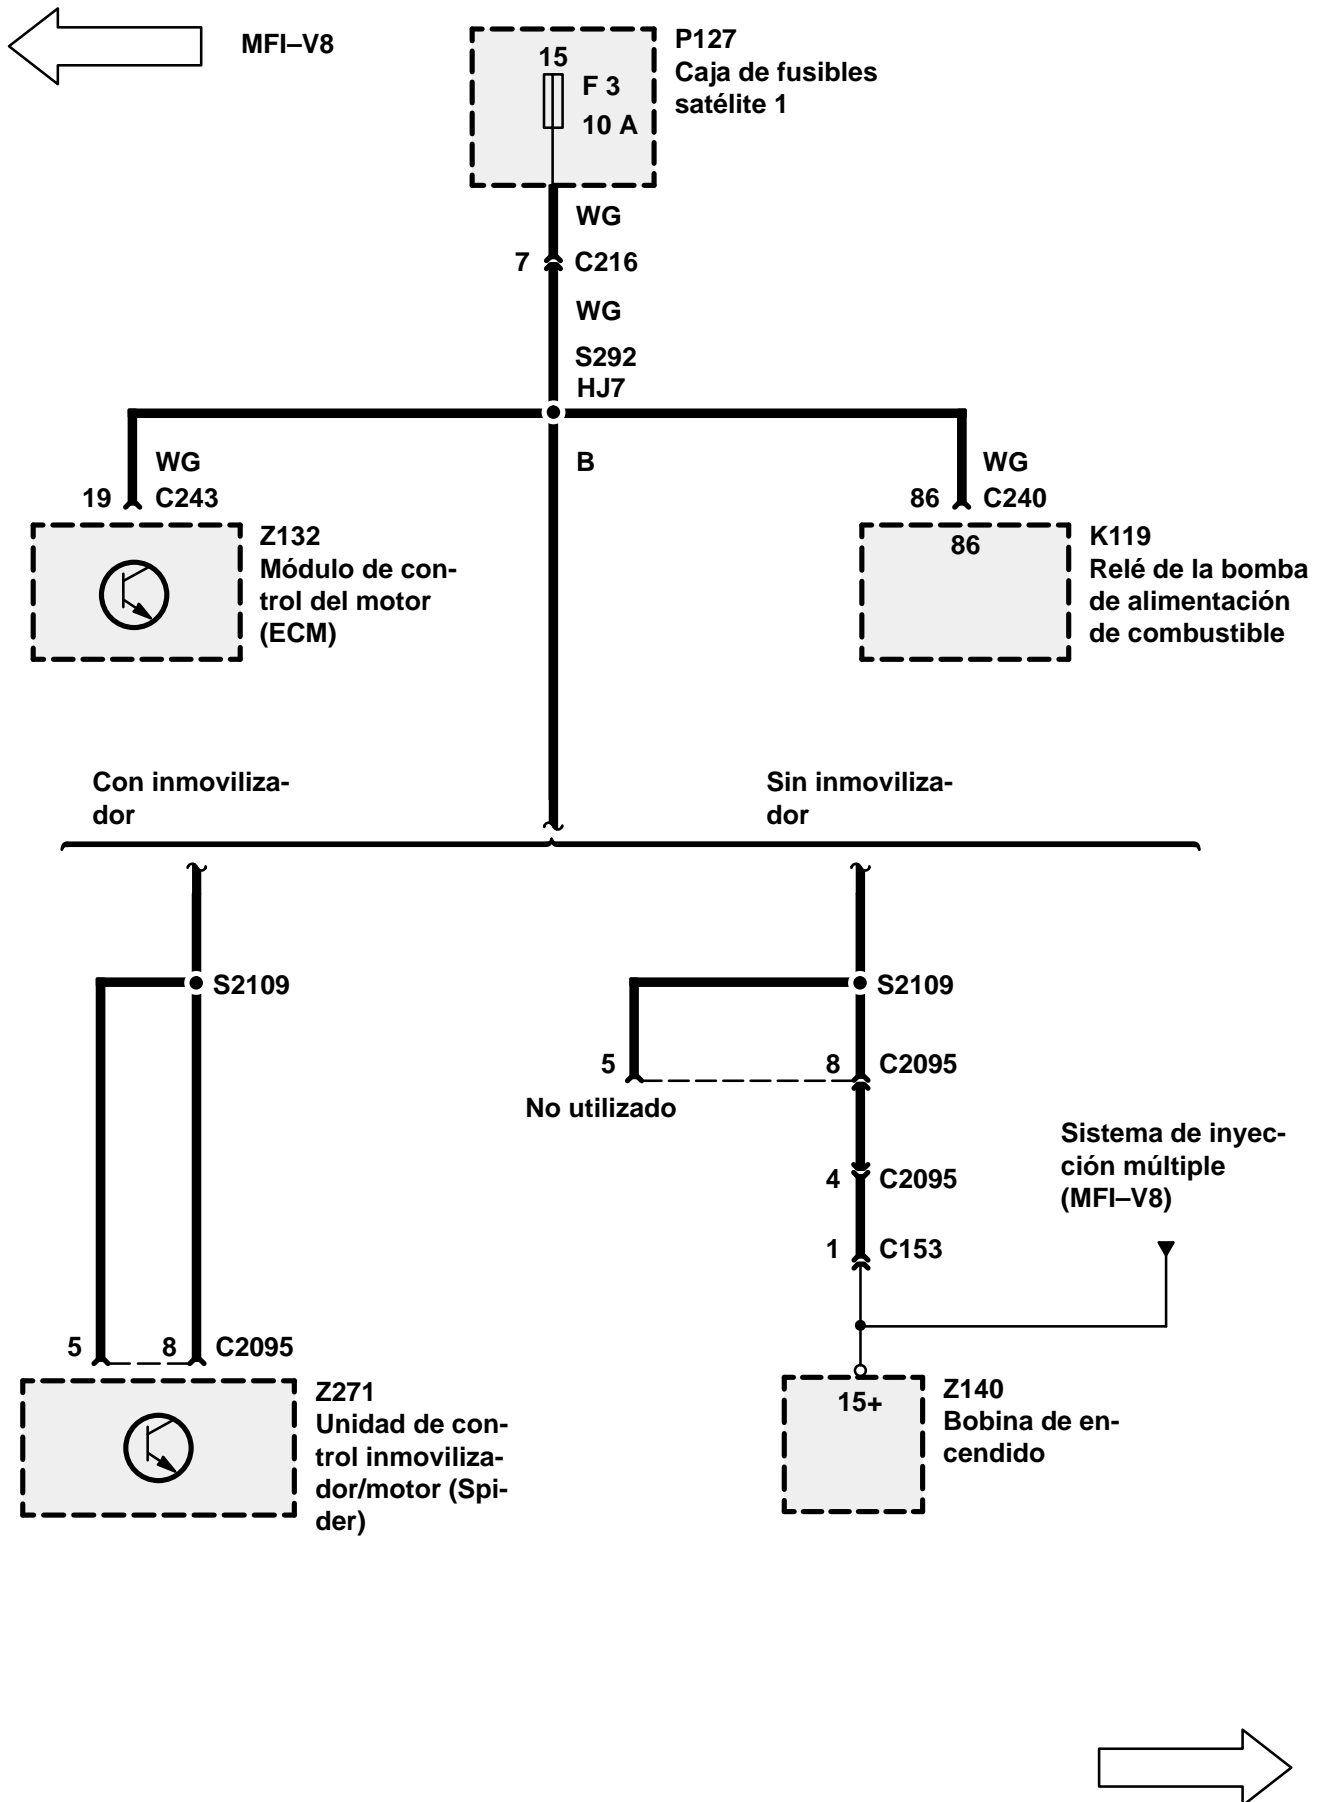 MFI–V8
P127
Caja de fusibles
satélite 1
15
F 3
10 A
WG
7
C216
WG
S292
HJ7
WG
B
WG
19
C243
86
C240
Z132
Módulo de con-
trol del motor
(ECM)
86
K119
Relé de la bomba
de alimentación
de combustible
Con inmoviliza-
dor
Sin inmoviliza-
dor
S2109
S2109
5
8
C2095
No utilizado
Sistema de inyec-
ción múltiple
(MFI–V8)
4
C2095
1
C153
5
8
C2095
Z271
Unidad de con-
trol inmoviliza-
dor/motor (Spi-
der)
15+
Z140
Bobina de en-
cendido